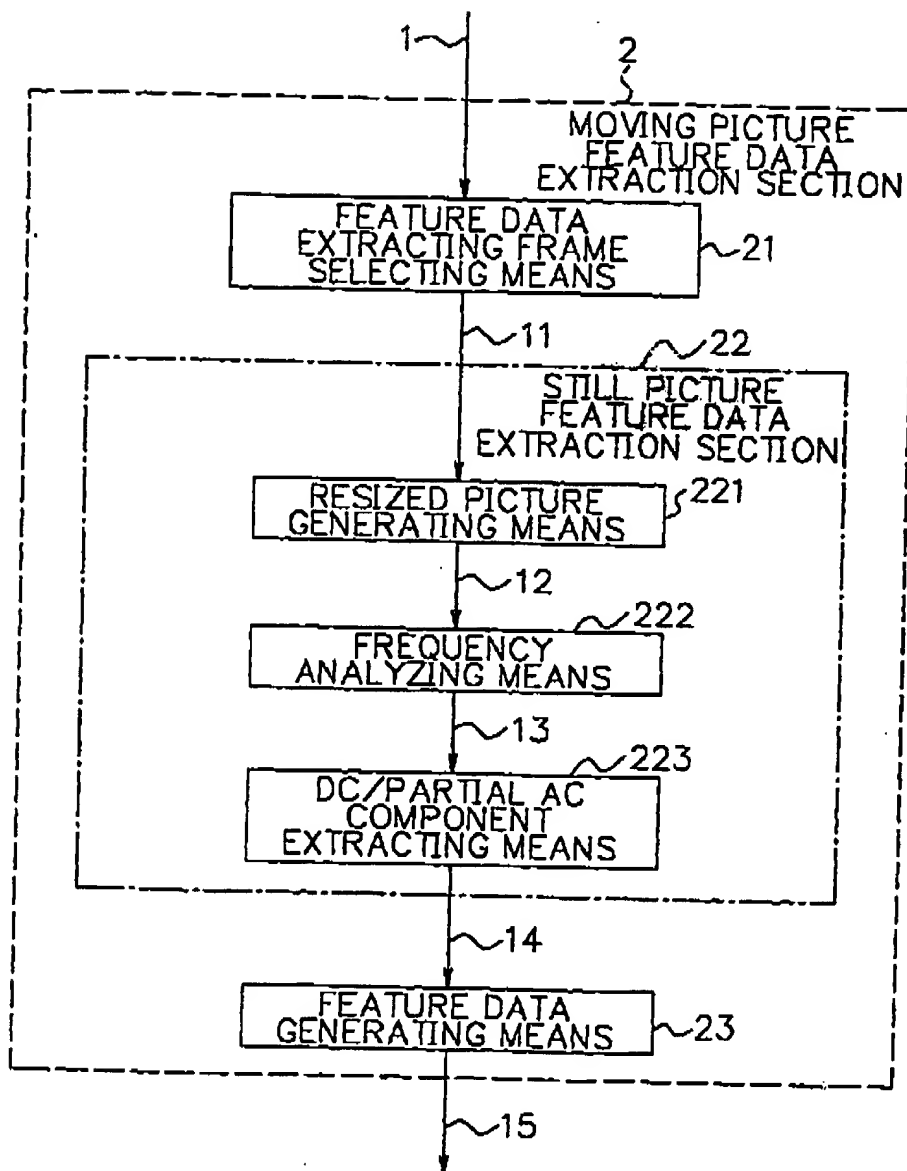 1
2
MOVING PICTURE
FEATURE DATA
EXTRACTION SECTION
FEATURE DATA
EXTRACTING FRAME
SELECTING MEANS
21
11
22
STILL PICTURE
FEATURE DATA
EXTRACTION SECTION
RESIZED PICTURE
GENERATING MEANS
221
12
222
FREQUENCY
ANALYZING MEANS
13
223
DC/PARTIAL AC
COMPONENT
EXTRACTING MEANS
14
FEATURE DATA
GENERATING MEANS
23
15